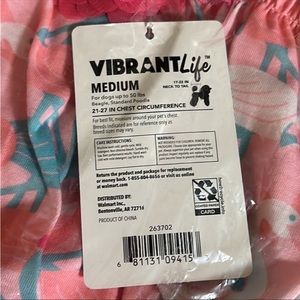 VIBRANTLife
17-22 IN
NECK TO TAIL
MEDIUM
For dogs up to 50 lbs
Beagle, Standard Poodle
21-27 IN CHEST CIRCUMFERENCE
For best fit, measure around your pet's chest.
Breeds indicated are for reference only as
breed sizes may vary.
CARE INSTRUCTIONS:
WARNING:
Return the product and packaging for replacement
or money back. 1-855-604-8656 or visit us online
at walmart.com.
DISTRIBUTED BY:
Walmart Inc.,
Bentonville, AR 72716
PRODUCT OF CHINA
CARD
263702
6 81131 09415